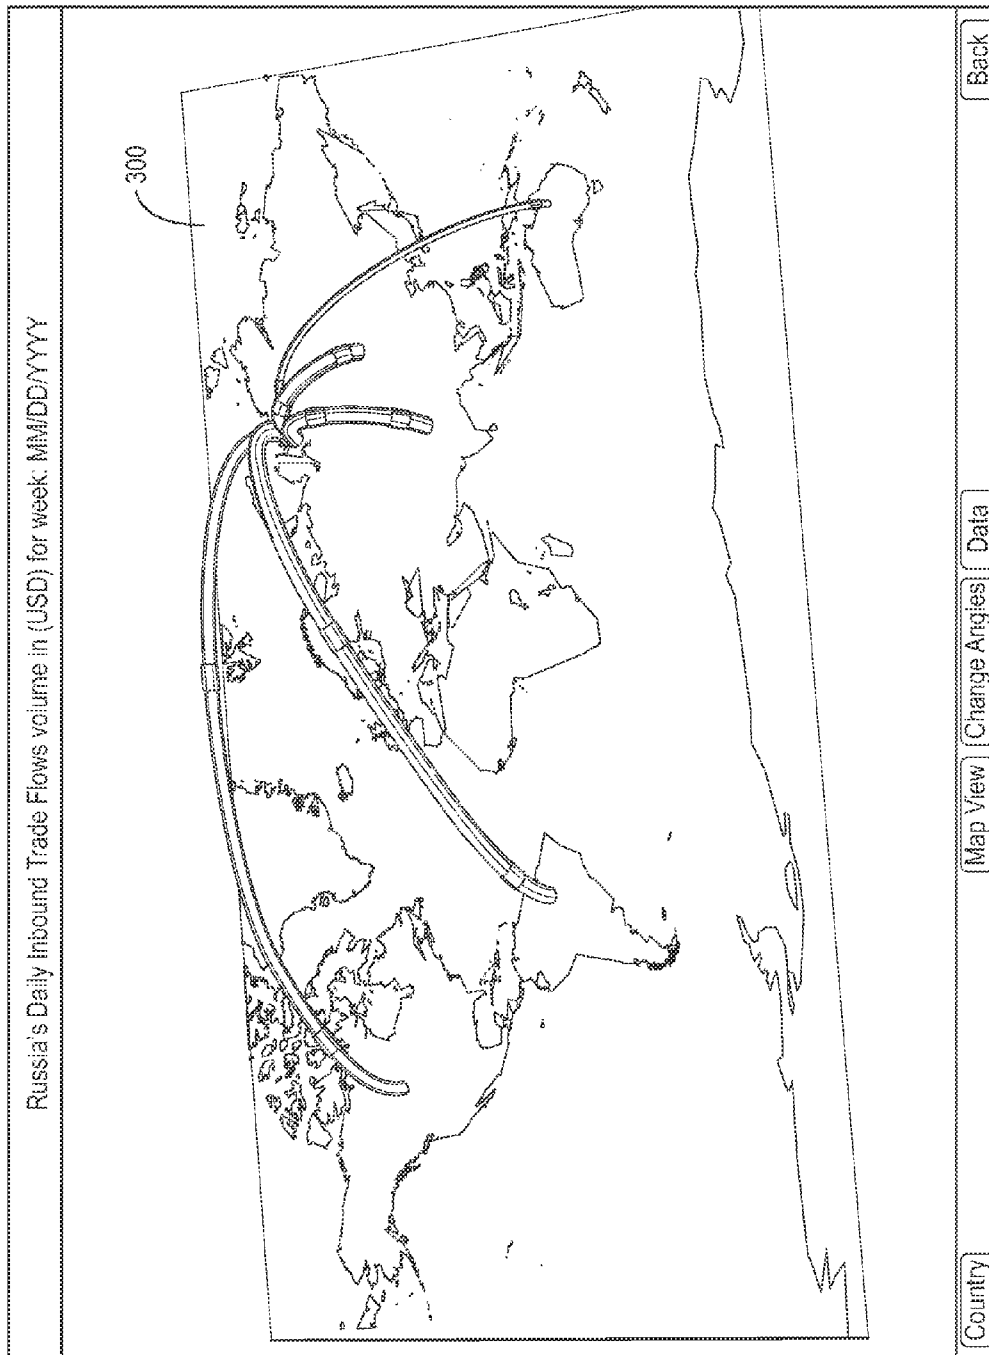 Russia's Daily Inbound Trade Flows volume in (USD) for week: MM/DD/YYYY
300
Country
Map View
Change Angles
Data
Back